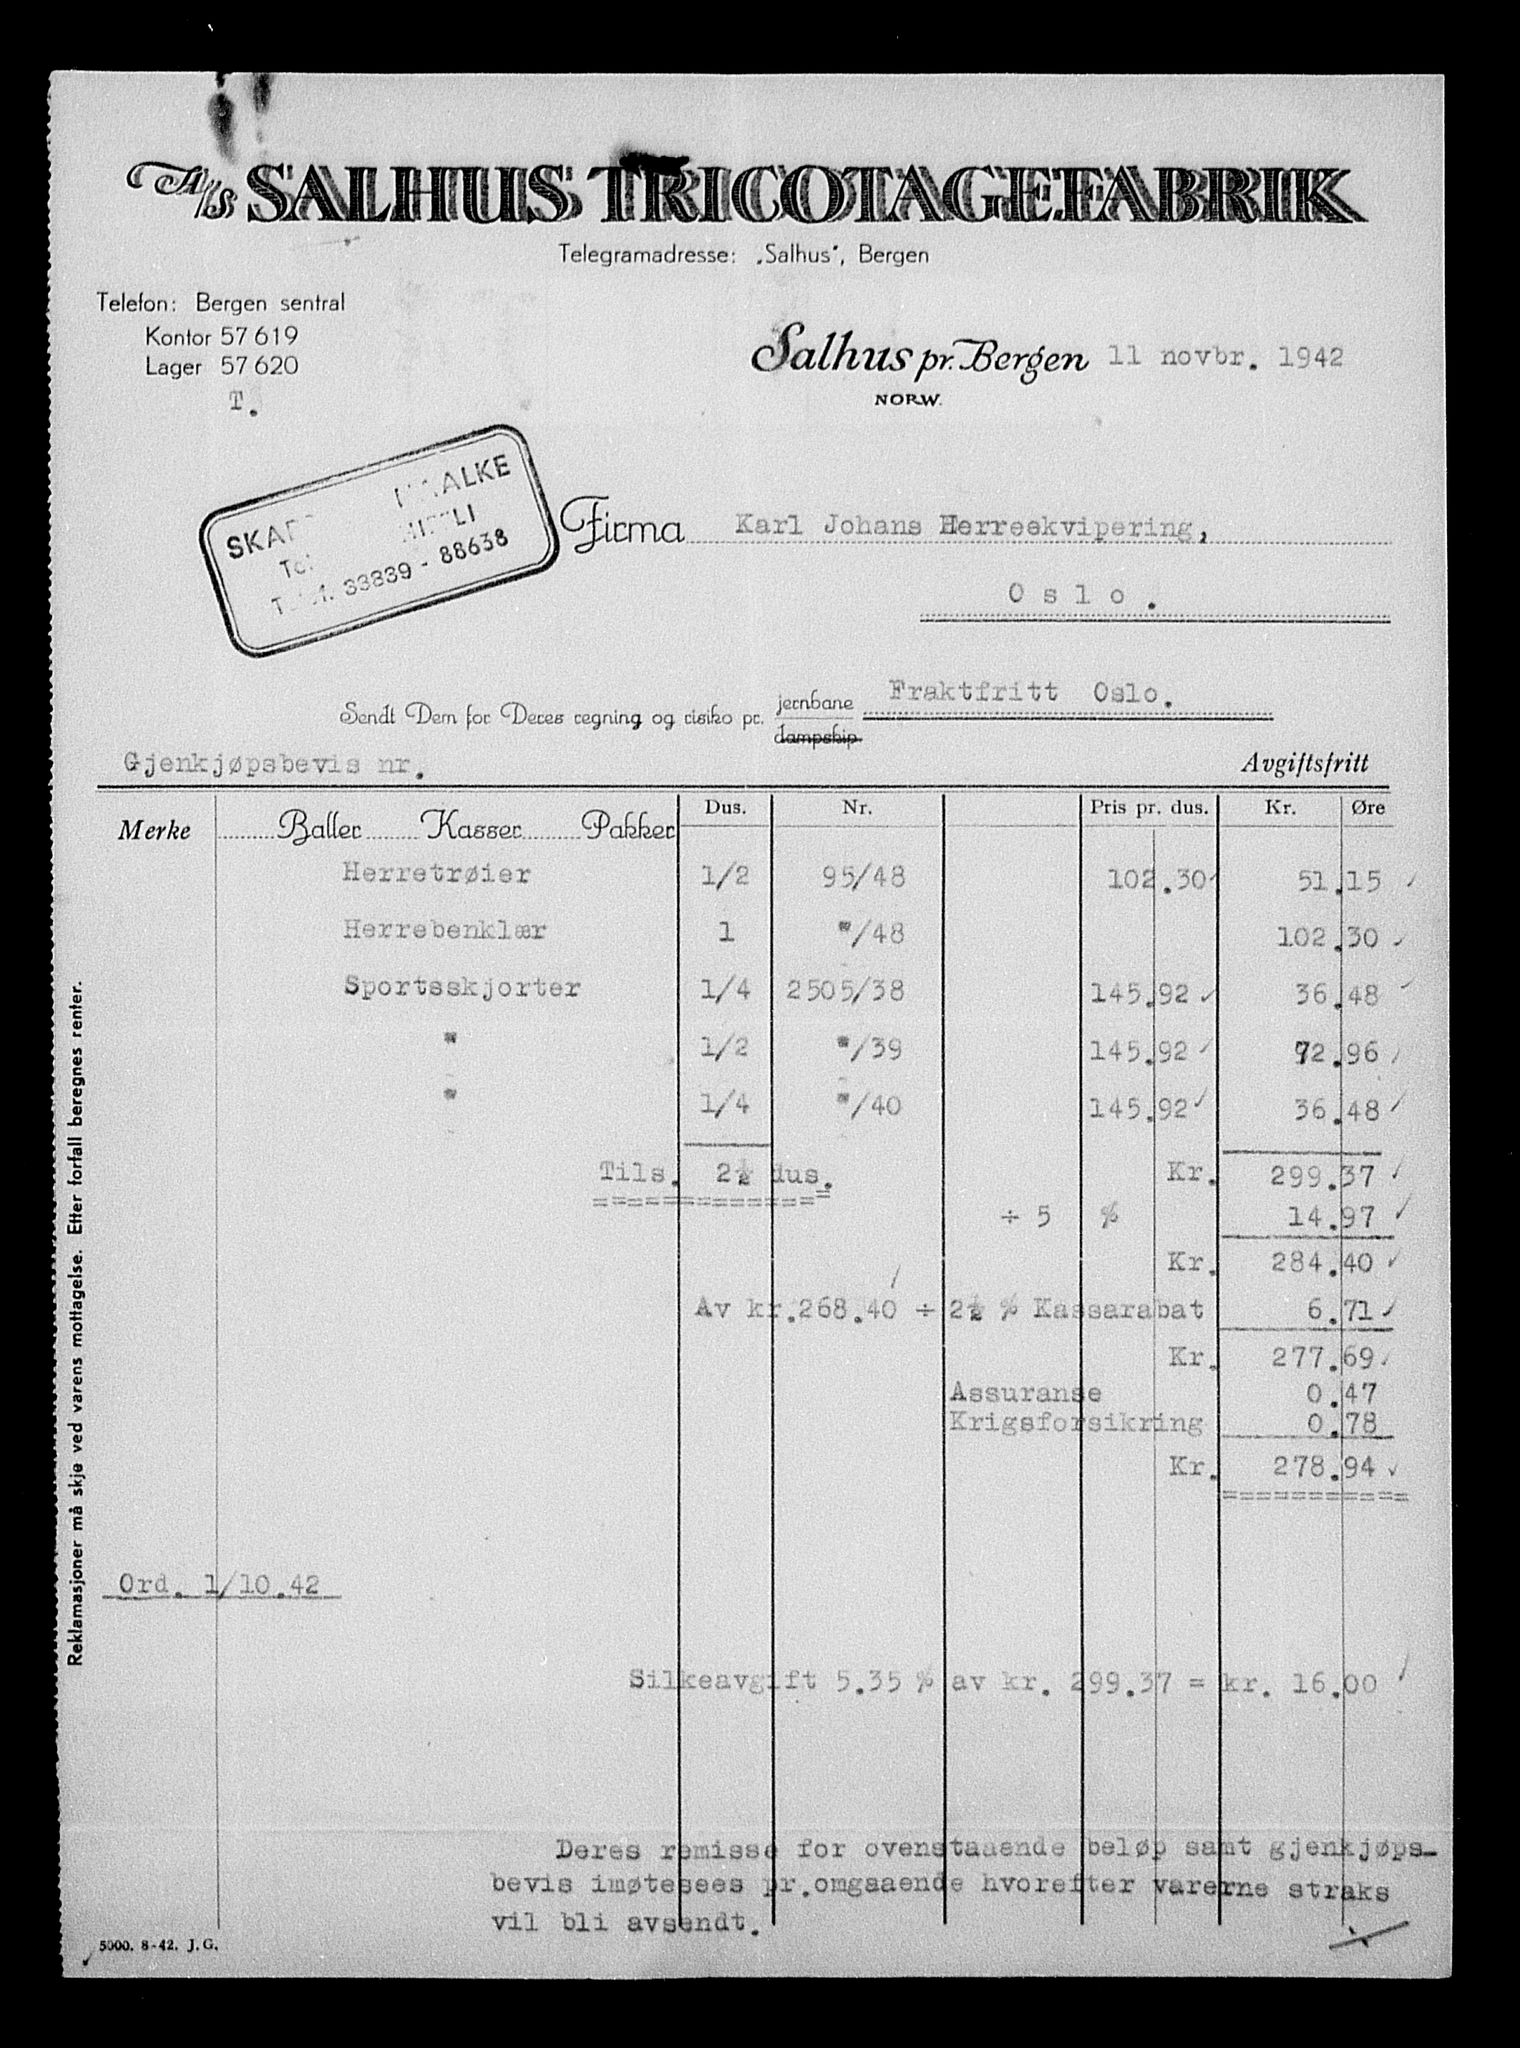 A/S SALHUS TRICOTAGEFABRIK
Telegramadresse: „Salhus", Bergen
Telefon: Bergen sentral
Kontor 57 619
Lager 57 620
T.
Salhus pr. Bergen 11 novbr. 1942
NORW.
88638
33839 -
Firma Karl Johans Herreekvipering,
Oslo.
Sendt Dem for Deres regning og risiko pr. jernbane Fraktfritt Oslo.
dampskip
Gjenkjøpsbevis nr. Avgiftsfritt
Merke Baller Kasser Pakker Dus. Nr. Pris pr. dus. Kr. Øre
Herretrøier 1/2 95/48 102.30 51.15
Herrebenklær 1 "/48 102.30
Sportsskjorter 1/4 2505/38 145.92 36.48
" 1/2 "/39 145.92 72.96
" 1/4 "/40 145.92 36.48
Tils. 2½ dus. Kr. 299.37
÷ 5 % 14.97
Kr. 284.40
Av kr.268.40 ÷ 2½ % Kassarabat 6.71
Kr. 277.69
Assuranse 0.47
Krigsforsikring 0.78
Kr. 278.94
Ord. 1/10.42
Silkeavgift 5.35 % av kr. 299.37 = kr. 16.00
Deres remisse for ovenstaaende beløp samt gjenkjøps-
bevis imøtesees pr.omgaaende hvorefter varerne straks
vil bli avsendt.
5000. 8-42. J.G.
Reklamasjoner må skje ved varens mottagelse. Efter forfall beregnes renter.